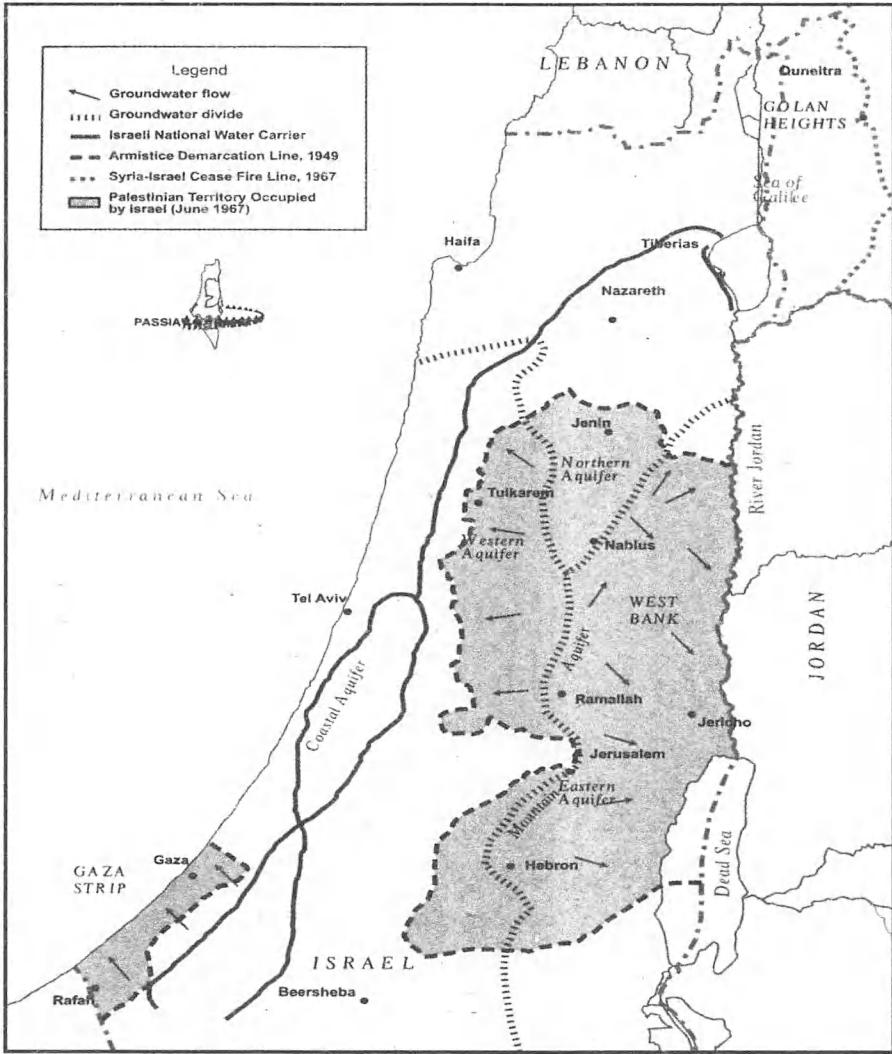 Legend
Groundwater flow
Groundwater divide
Israeli National Water Carrier
Armistice Demarcation Line, 1949
Syria-Israel Cease Fire Line, 1967
Palestinian Territory Occupied
by Israel (June 1967)
PASSIA
LEBANON
Quneitra
GOLAN
HEIGHTS
Sea of
Galilee
Haifa
Tiberias
Nazareth
Jenin
Northern
Aquifer
River Jordan
Mediterranean Sea
Tulkarem
Western
Aquifer
Nablus
Tel Aviv
WEST
BANK
JORDAN
Coastal Aquifer
Mountain Aquifer
Ramallah
Jericho
Jerusalem
Eastern
Aquifer
Gaza
GAZA
STRIP
Hebron
Dead Sea
ISRAEL
Rafah
Beersheba